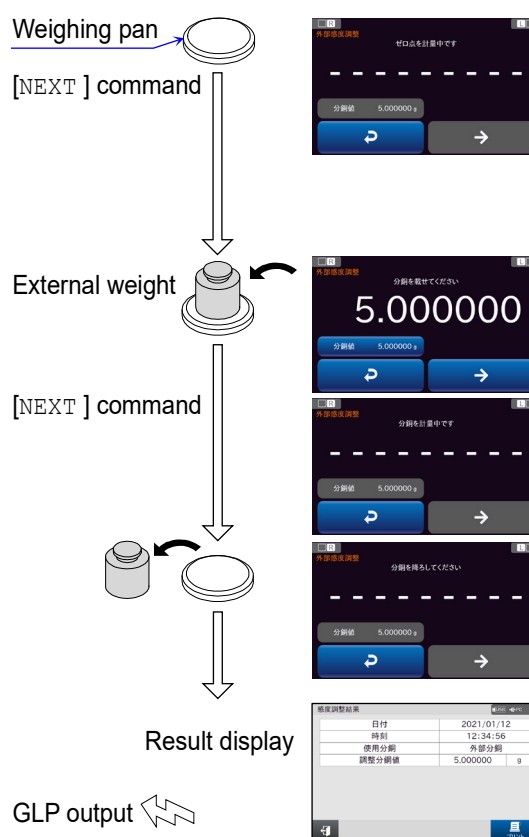 Weighing pan
[NEXT ] command
R
L
外部感度調整
ゼロ点を計量中です
分銅値 5.000000 g
External weight
R
L
外部感度調整
分銅を載せてください
5.000000
分銅値 5.000000 g
[NEXT ] command
R
L
外部感度調整
分銅を計量中です
分銅値 5.000000 g
R
L
外部感度調整
分銅を降ろしてください
分銅値 5.000000 g
Result display
感度調整結果
日付 2021/01/12
時刻 12:34:56
使用分銅 外部分銅
調整分銅値 5.000000 g
GLP output